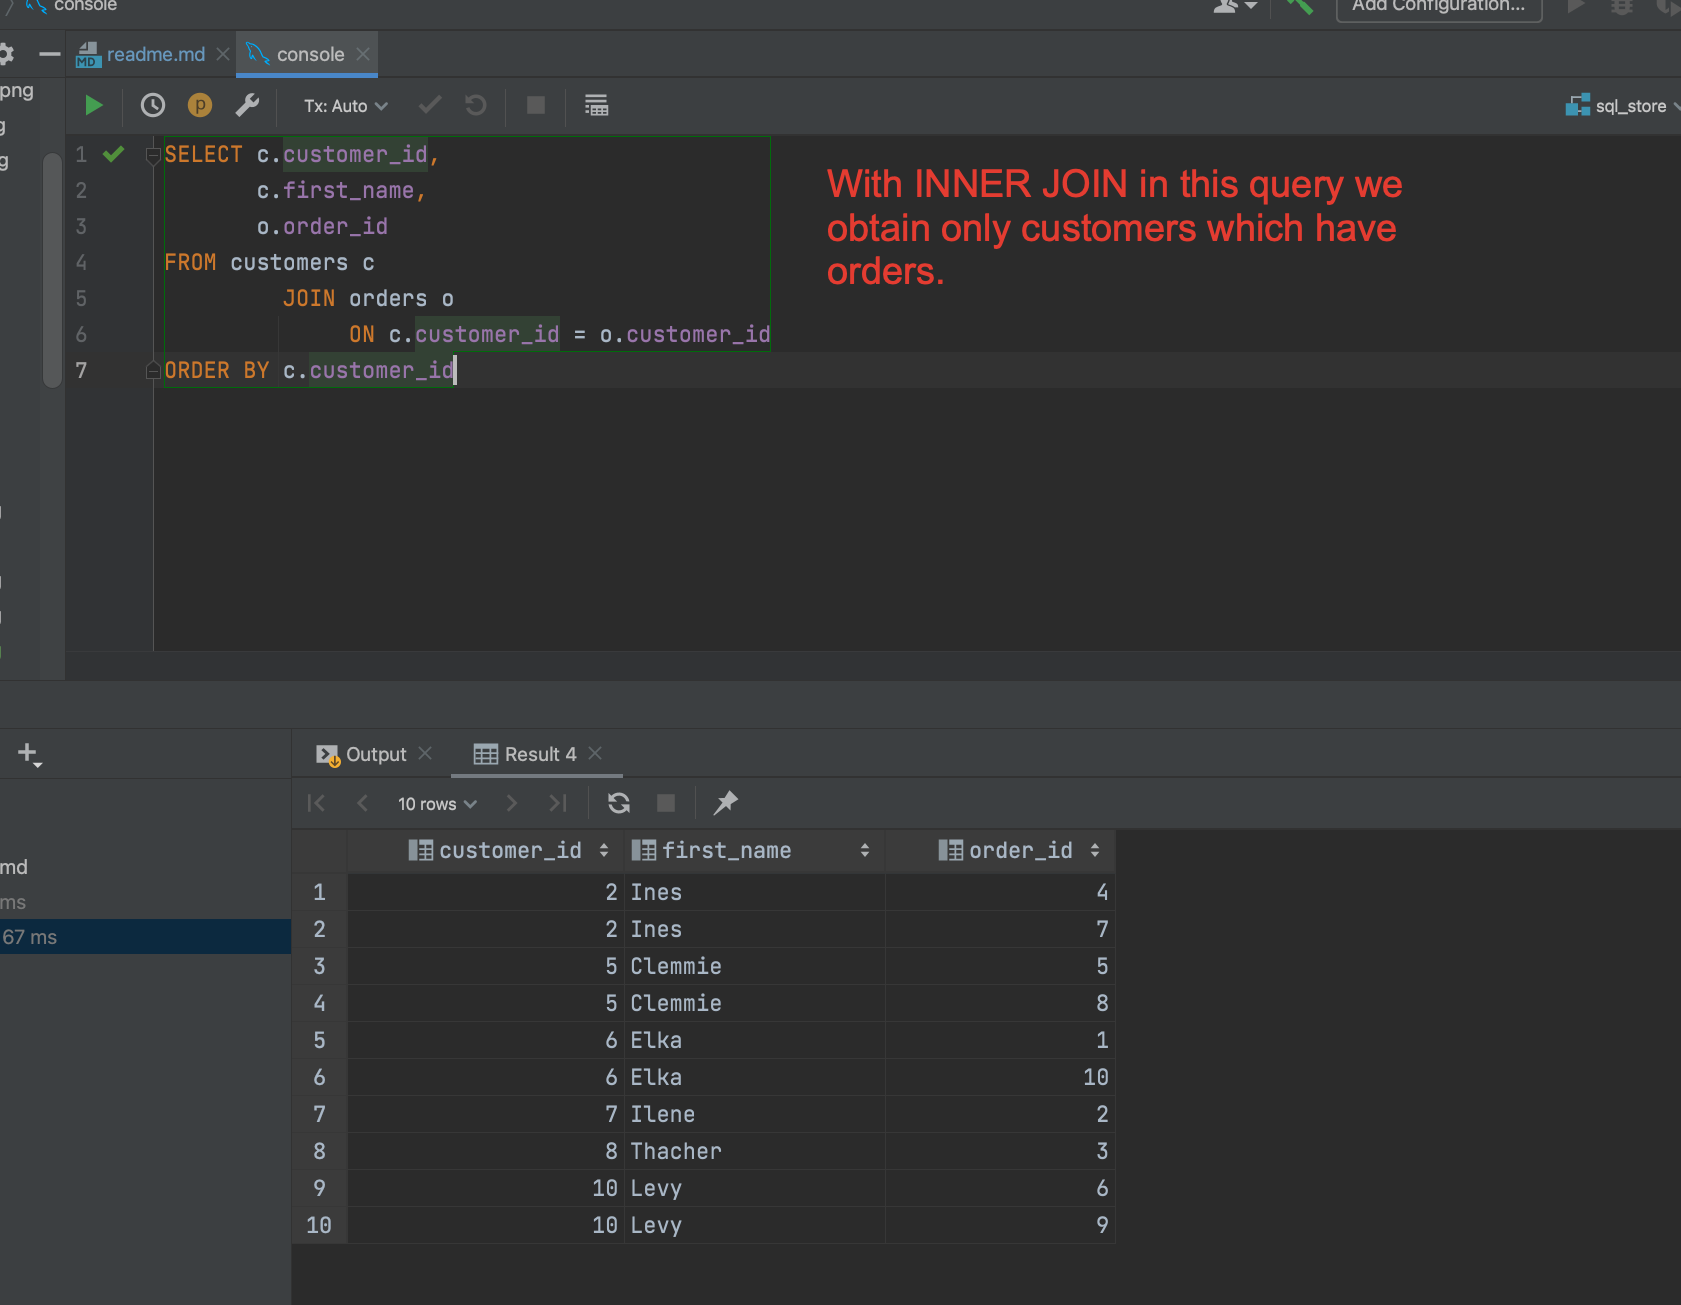 console
Add Configuration...
readme.md
console
png
g
g
Tx: Auto
sql_store
1 SELECT c.customer_id,
2 c.first_name,
3 o.order_id
4 FROM customers c
5 JOIN orders o
6 ON c.customer_id = o.customer_id
7 ORDER BY c.customer_id
With INNER JOIN in this query we
obtain only customers which have
orders.
Output
Result 4
10 rows
md
ms
67 ms
customer_id first_name order_id
1 2 Ines 4
2 2 Ines 7
3 5 Clemmie 5
4 5 Clemmie 8
5 6 Elka 1
6 6 Elka 10
7 7 Ilene 2
8 8 Thacher 3
9 10 Levy 6
10 10 Levy 9